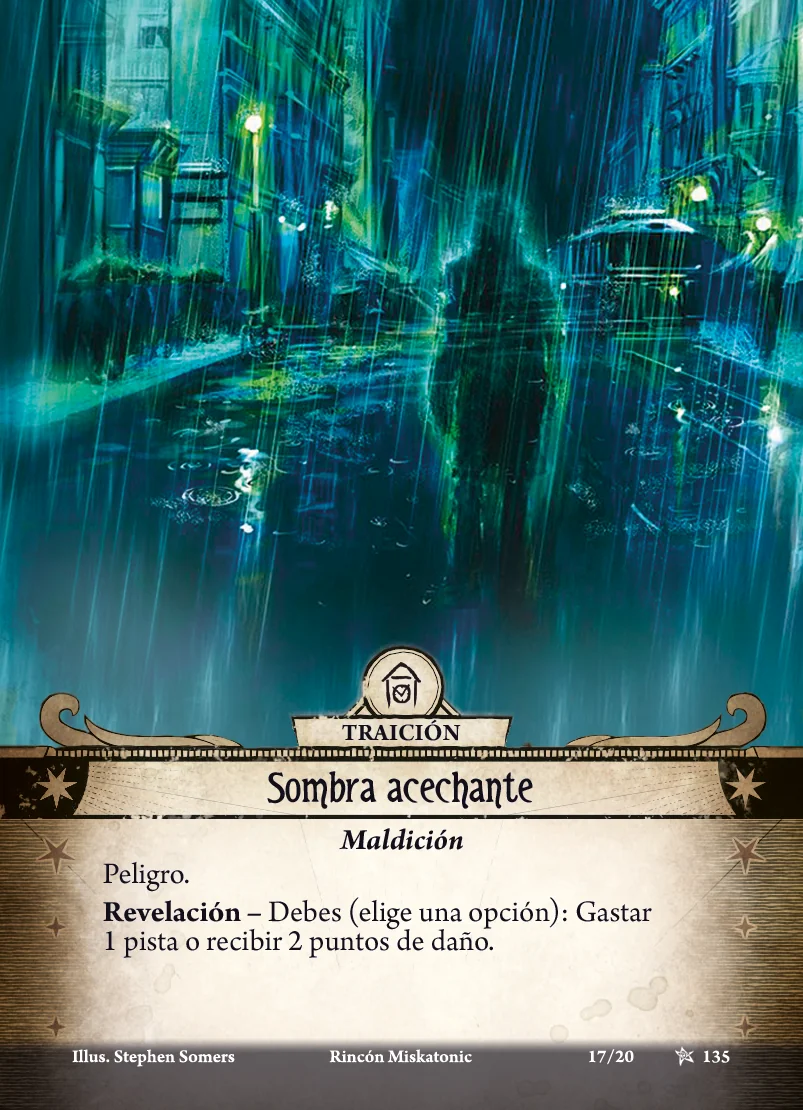 TRAICIÓN
Sombra acechante
Maldición
Peligro.
Revelación – Debes (elige una opción): Gastar
1 pista o recibir 2 puntos de daño.
Illus. Stephen Somers Rincón Miskatonic 17/20 135